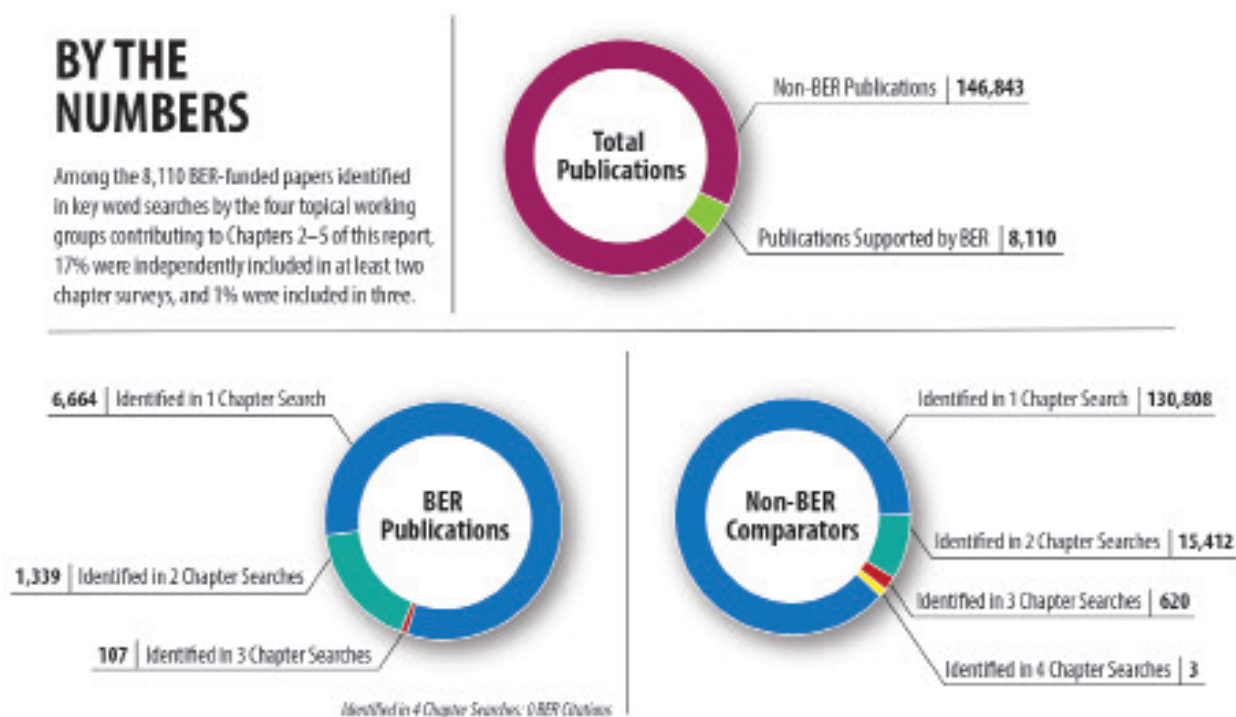 BY THE
NUMBERS
Among the 8,110 BER-funded papers identified
in key word searches by the four topical working
groups contributing to Chapters 2–5 of this report,
17% were independently included in at least two
chapter surveys, and 1% were included in three.
Total
Publications
Non-BER Publications | 146,843
Publications Supported by BER | 8,110
6,664 | Identified in 1 Chapter Search
BER
Publications
1,339 | Identified in 2 Chapter Searches
107 | Identified in 3 Chapter Searches
Identified in 4 Chapter Searches: 0 BER Citations
Identified in 1 Chapter Search | 130,808
Non-BER
Comparators
Identified in 2 Chapter Searches | 15,412
Identified in 3 Chapter Searches | 620
Identified in 4 Chapter Searches | 3